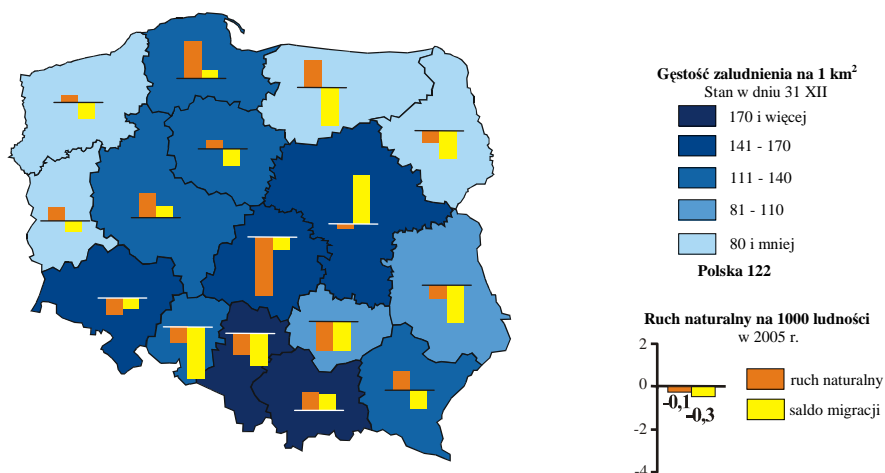 Gęstość zaludnienia na 1 km²
Stan w dniu 31 XII
170 i więcej
141 - 170
111 - 140
81 - 110
80 i mniej
Polska 122
Ruch naturalny na 1000 ludności
w 2005 r.
2
0
-0,1
-0,3
-2
-4
ruch naturalny
saldo migracji